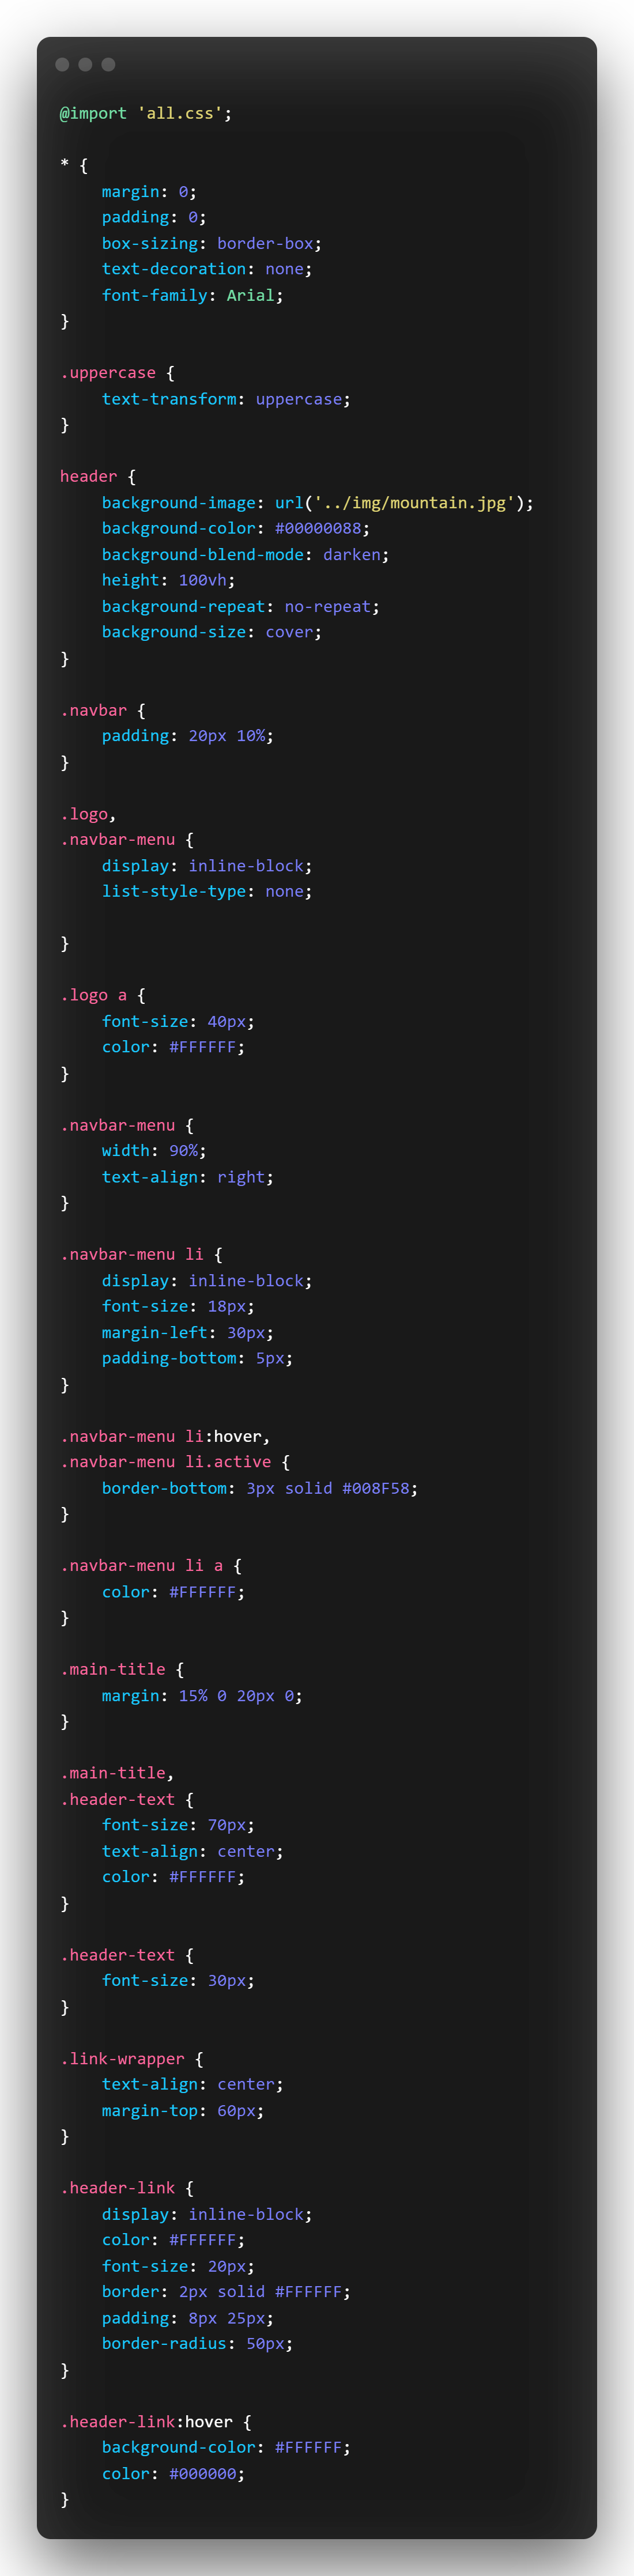 @import 'all.css';

* {
    margin: 0;
    padding: 0;
    box-sizing: border-box;
    text-decoration: none;
    font-family: Arial;
}

.uppercase {
    text-transform: uppercase;
}

header {
    background-image: url('../img/mountain.jpg');
    background-color: #00000088;
    background-blend-mode: darken;
    height: 100vh;
    background-repeat: no-repeat;
    background-size: cover;
}

.navbar {
    padding: 20px 10%;
}

.logo,
.navbar-menu {
    display: inline-block;
    list-style-type: none;

}

.logo a {
    font-size: 40px;
    color: #FFFFFF;
}

.navbar-menu {
    width: 90%;
    text-align: right;
}

.navbar-menu li {
    display: inline-block;
    font-size: 18px;
    margin-left: 30px;
    padding-bottom: 5px;
}

.navbar-menu li:hover,
.navbar-menu li.active {
    border-bottom: 3px solid #008F58;
}

.navbar-menu li a {
    color: #FFFFFF;
}

.main-title {
    margin: 15% 0 20px 0;
}

.main-title,
.header-text {
    font-size: 70px;
    text-align: center;
    color: #FFFFFF;
}

.header-text {
    font-size: 30px;
}

.link-wrapper {
    text-align: center;
    margin-top: 60px;
}

.header-link {
    display: inline-block;
    color: #FFFFFF;
    font-size: 20px;
    border: 2px solid #FFFFFF;
    padding: 8px 25px;
    border-radius: 50px;
}

.header-link:hover {
    background-color: #FFFFFF;
    color: #000000;
}